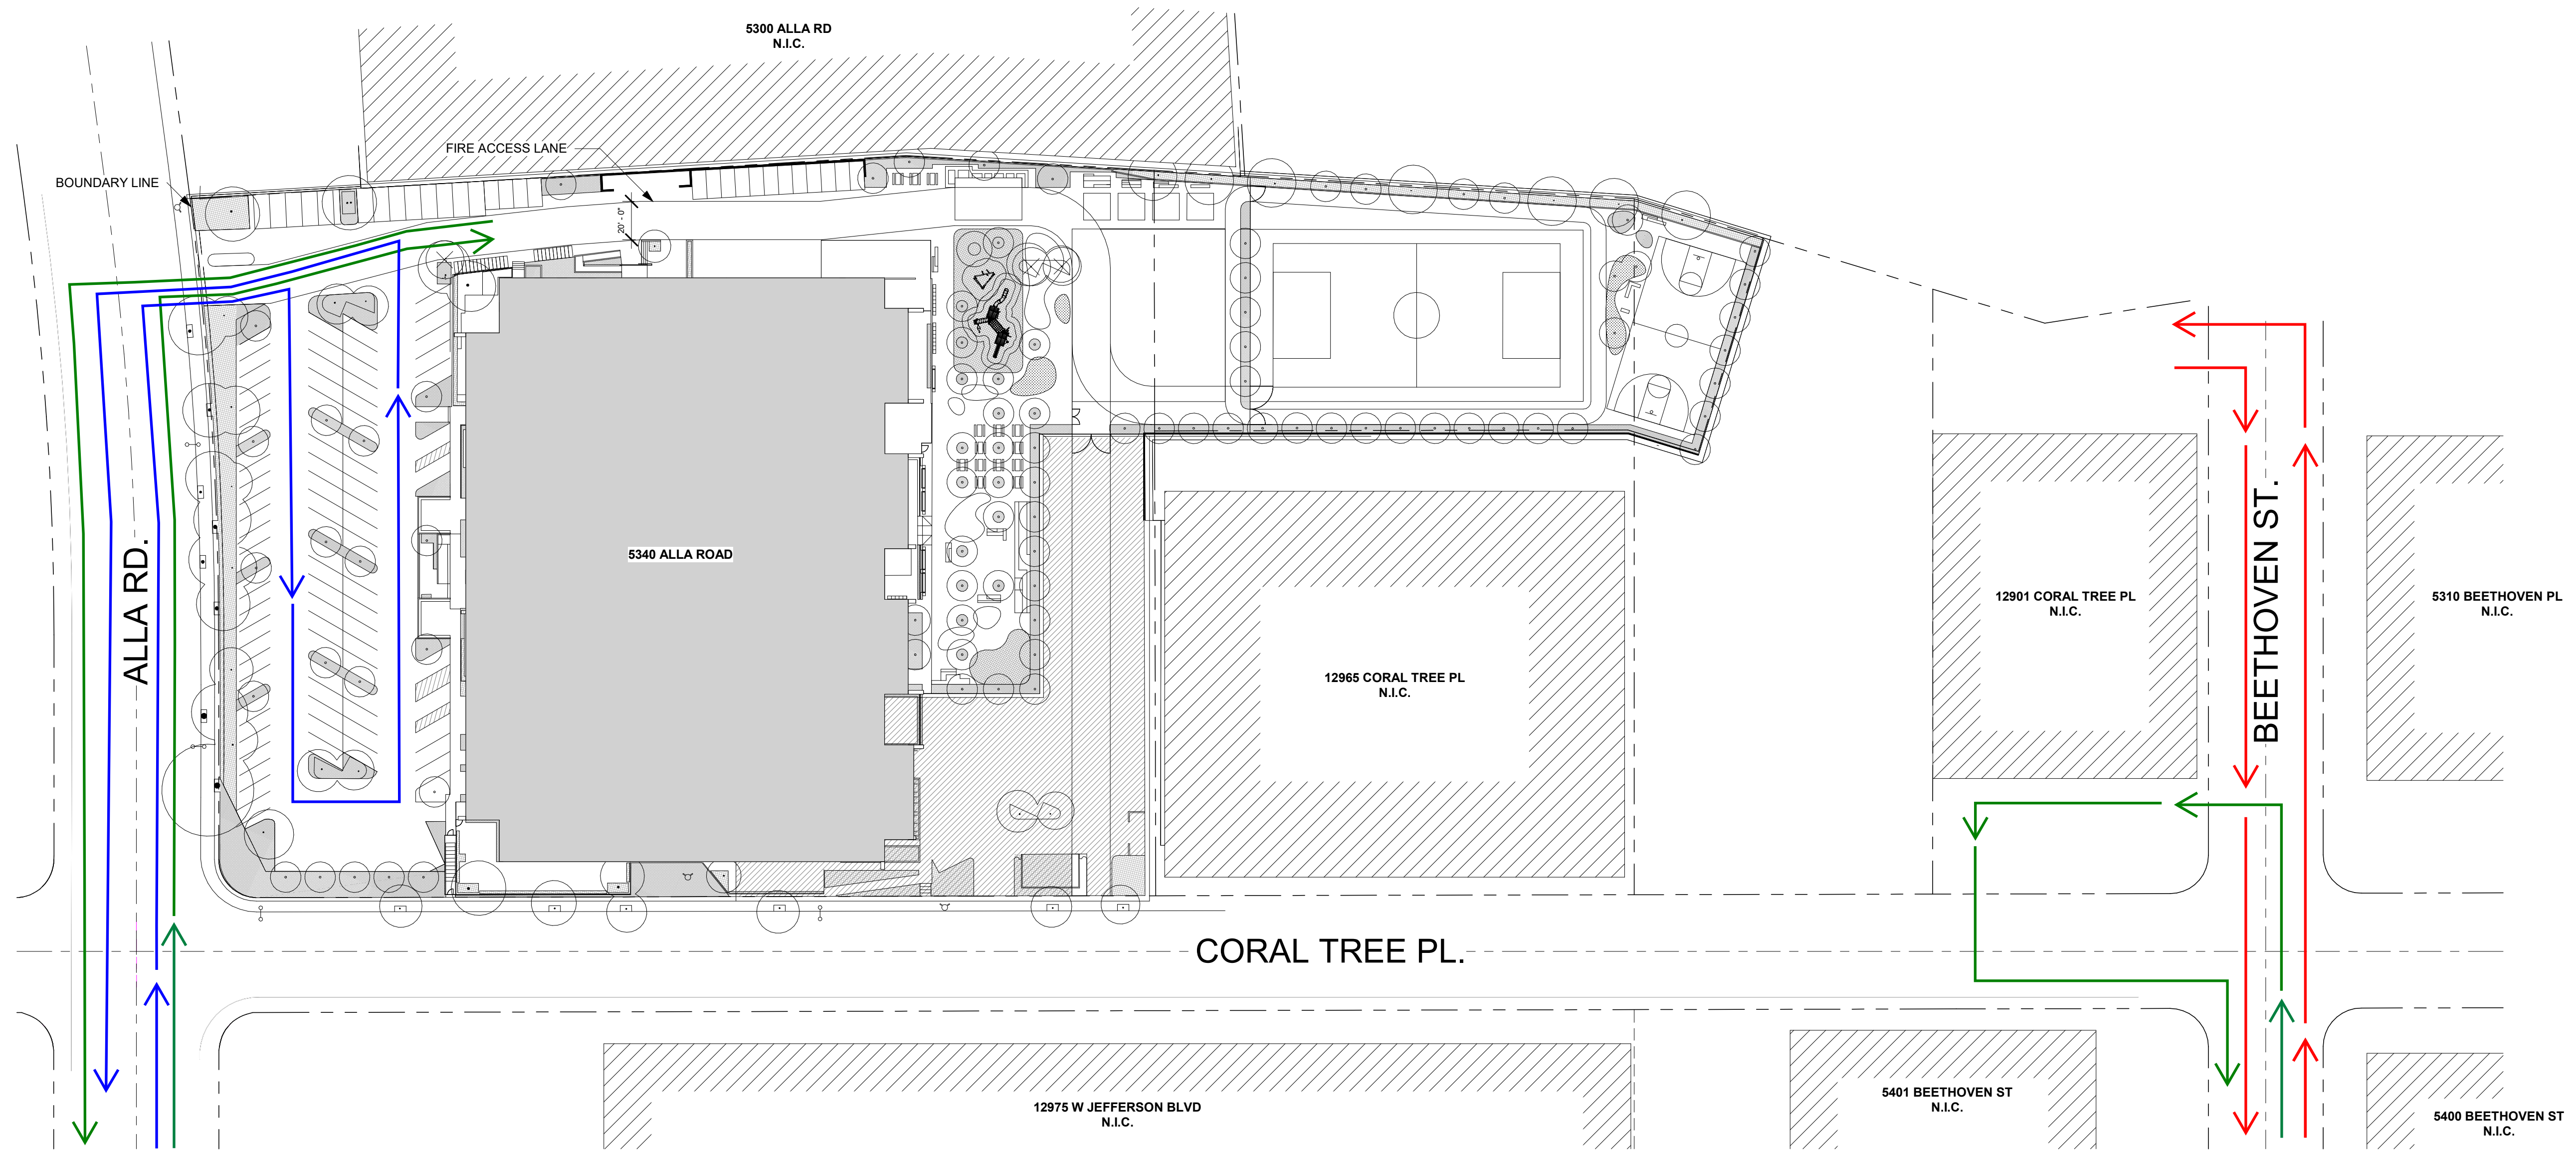 5300 ALLA RD
N.I.C.
FIRE ACCESS LANE
BOUNDARY LINE
20' - 0"
5340 ALLA ROAD
ALLA RD.
12965 CORAL TREE PL
N.I.C.
12901 CORAL TREE PL
N.I.C.
BEETHOVEN ST.
5310 BEETHOVEN PL
N.I.C.
CORAL TREE PL.
12975 W JEFFERSON BLVD
N.I.C.
5401 BEETHOVEN ST
N.I.C.
5400 BEETHOVEN ST
N.I.C.